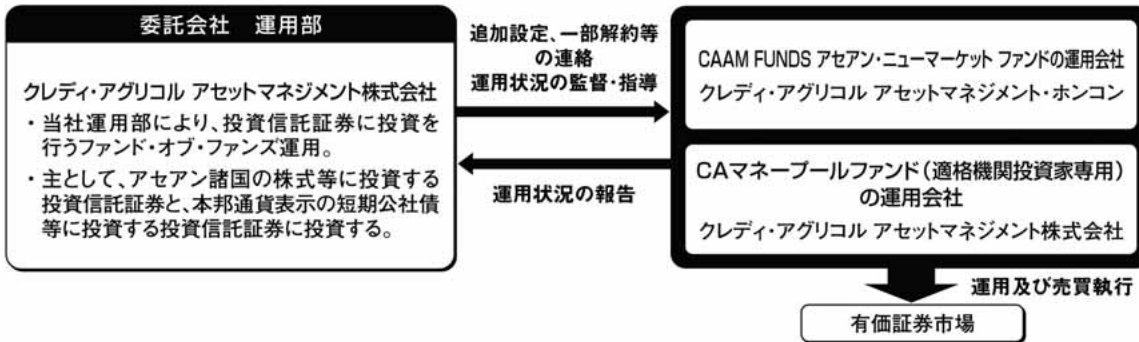 委託会社　運用部
クレディ・アグリコル アセットマネジメント株式会社
・当社運用部により、投資信託証券に投資を
行うファンド・オブ・ファンズ運用。
・主として、アセアン諸国の株式等に投資する
投資信託証券と、本邦通貨表示の短期公社債
等に投資する投資信託証券に投資する。
追加設定、一部解約等
の連絡
運用状況の監督・指導
運用状況の報告
CAAM FUNDS アセアン・ニューマーケット ファンドの運用会社
クレディ・アグリコル アセットマネジメント・ホンコン
CAマネープールファンド（適格機関投資家専用）
の運用会社
クレディ・アグリコル アセットマネジメント株式会社
運用及び売買執行
有価証券市場